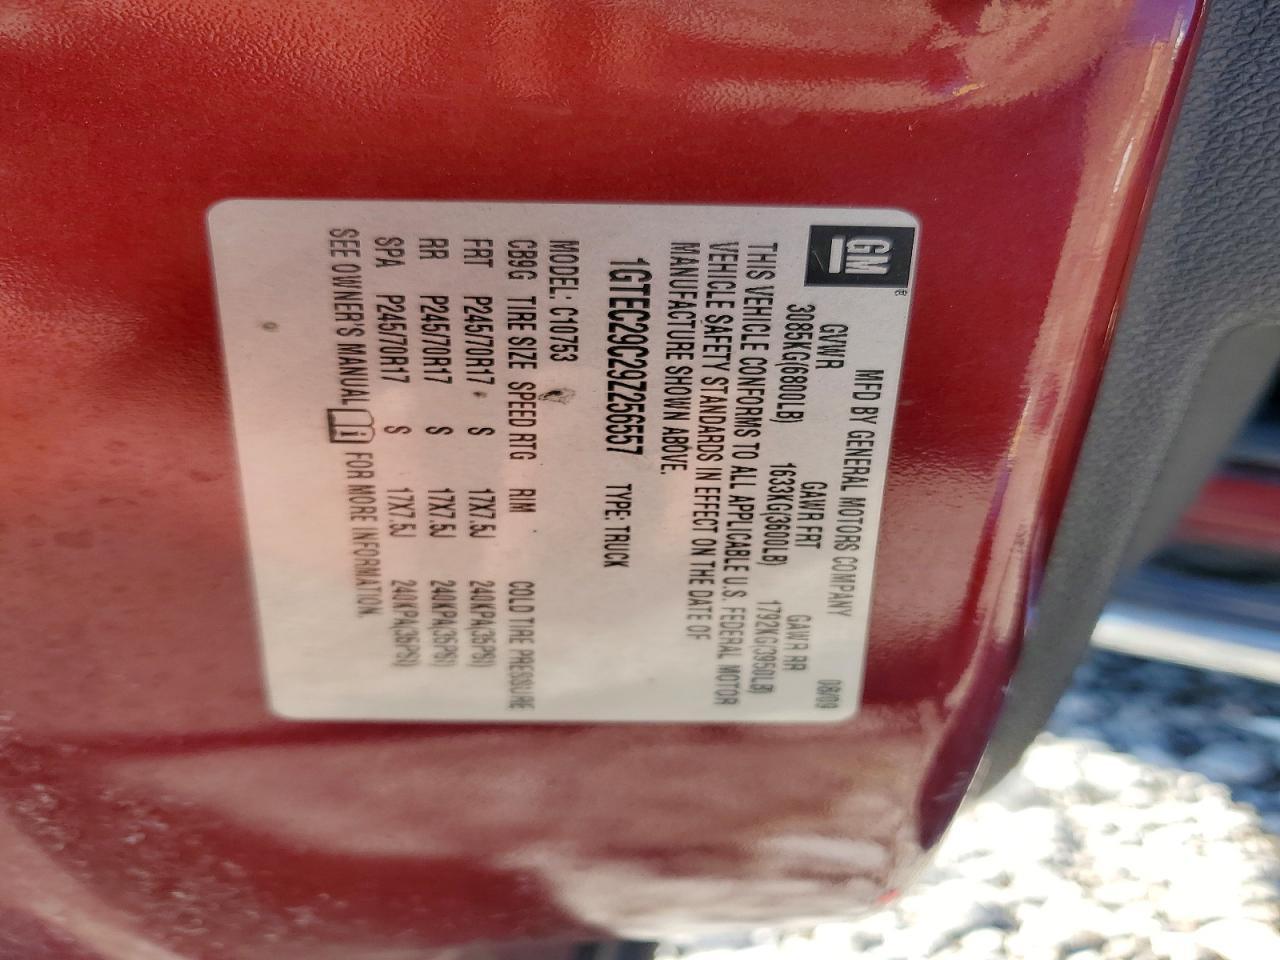 GM®
MFD BY GENERAL MOTORS COMPANY 08/09
GVWR GAWR FRT GAWR RR
3085KG(6800LB) 1633KG(3600LB) 1792KG(3950LB)
THIS VEHICLE CONFORMS TO ALL APPLICABLE U.S. FEDERAL MOTOR
VEHICLE SAFETY STANDARDS IN EFFECT ON THE DATE OF
MANUFACTURE SHOWN ABOVE.
1GTEC29C29Z256557 TYPE: TRUCK
MODEL: C10753
CB9G TIRE SIZE SPEED RTG RIM COLD TIRE PRESSURE
FRT P245/70R17 S 17X7.5J 240KPA(35PSI)
RR P245/70R17 S 17X7.5J 240KPA(35PSI)
SPA P245/70R17 S 17X7.5J 240KPA(35PSI)
SEE OWNER'S MANUAL FOR MORE INFORMATION.